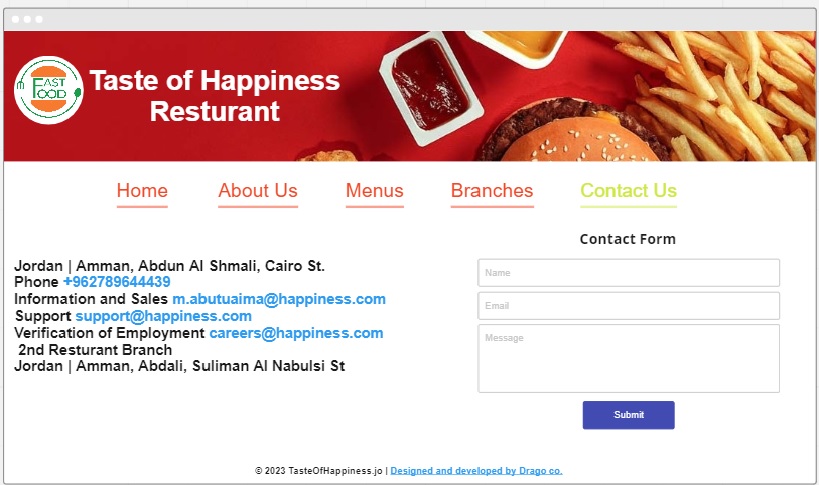 FAST
FOOD
Taste of Happiness
Resturant
Home About Us Menus Branches Contact Us
Jordan | Amman, Abdun Al Shmali, Cairo St.
Phone +962789644439
Information and Sales m.abutuaima@happiness.com
Support support@happiness.com
Verification of Employment careers@happiness.com
2nd Resturant Branch
Jordan | Amman, Abdali, Suliman Al Nabulsi St
Contact Form
Name
Email
Message
Submit
© 2023 TasteOfHappiness.jo | Designed and developed by Drago co.